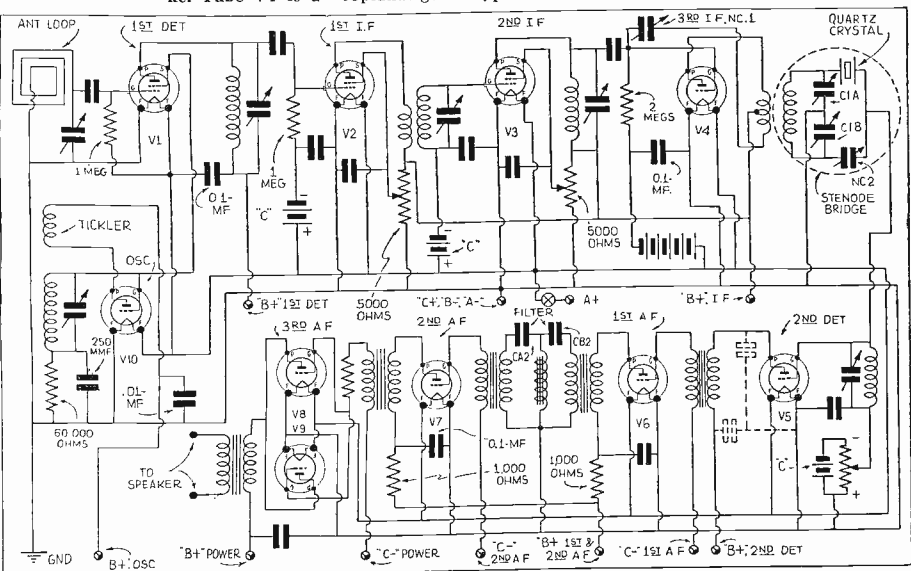 ANT LOOP
1ST DET
1ST I.F
2ND I.F
3RD I.F, NC.1
QUARTZ
CRYSTAL
P
S
G
V1
V2
V3
V4
C1A
C1B
NC2
STENODE
BRIDGE
1 MEG
0.1-
MF.
1
MEG
"C"
-
+
"C"
-
+
5000
OHMS
2
MEGS
0.1-
MF.
TICKLER
OSC
V10
250
MMF.
.01-
MF
60,000
OHMS
"B+" 1ST DET
5000
OHMS
"C+", "B-", "A-"
A+
"B+", I F
3RD A F
2ND A F
FILTER
CA2
CB2
1ST A F
2ND DET
V8
V9
V7
V6
V5
0.1-MF
1,000
OHMS
1,000
OHMS
"C"
-
+
TO
SPEAKER
GND
B+", OSC
"B+" POWER
"C-" POWER
"C-"
2ND A F
"B+ 1ST &
2ND A F
"C-" 1ST A F
"B+", 2ND DET